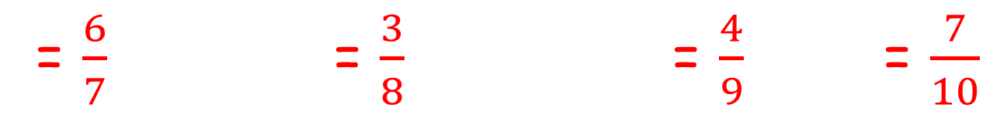 = 6/7 = 3/8 = 4/9 = 7/10